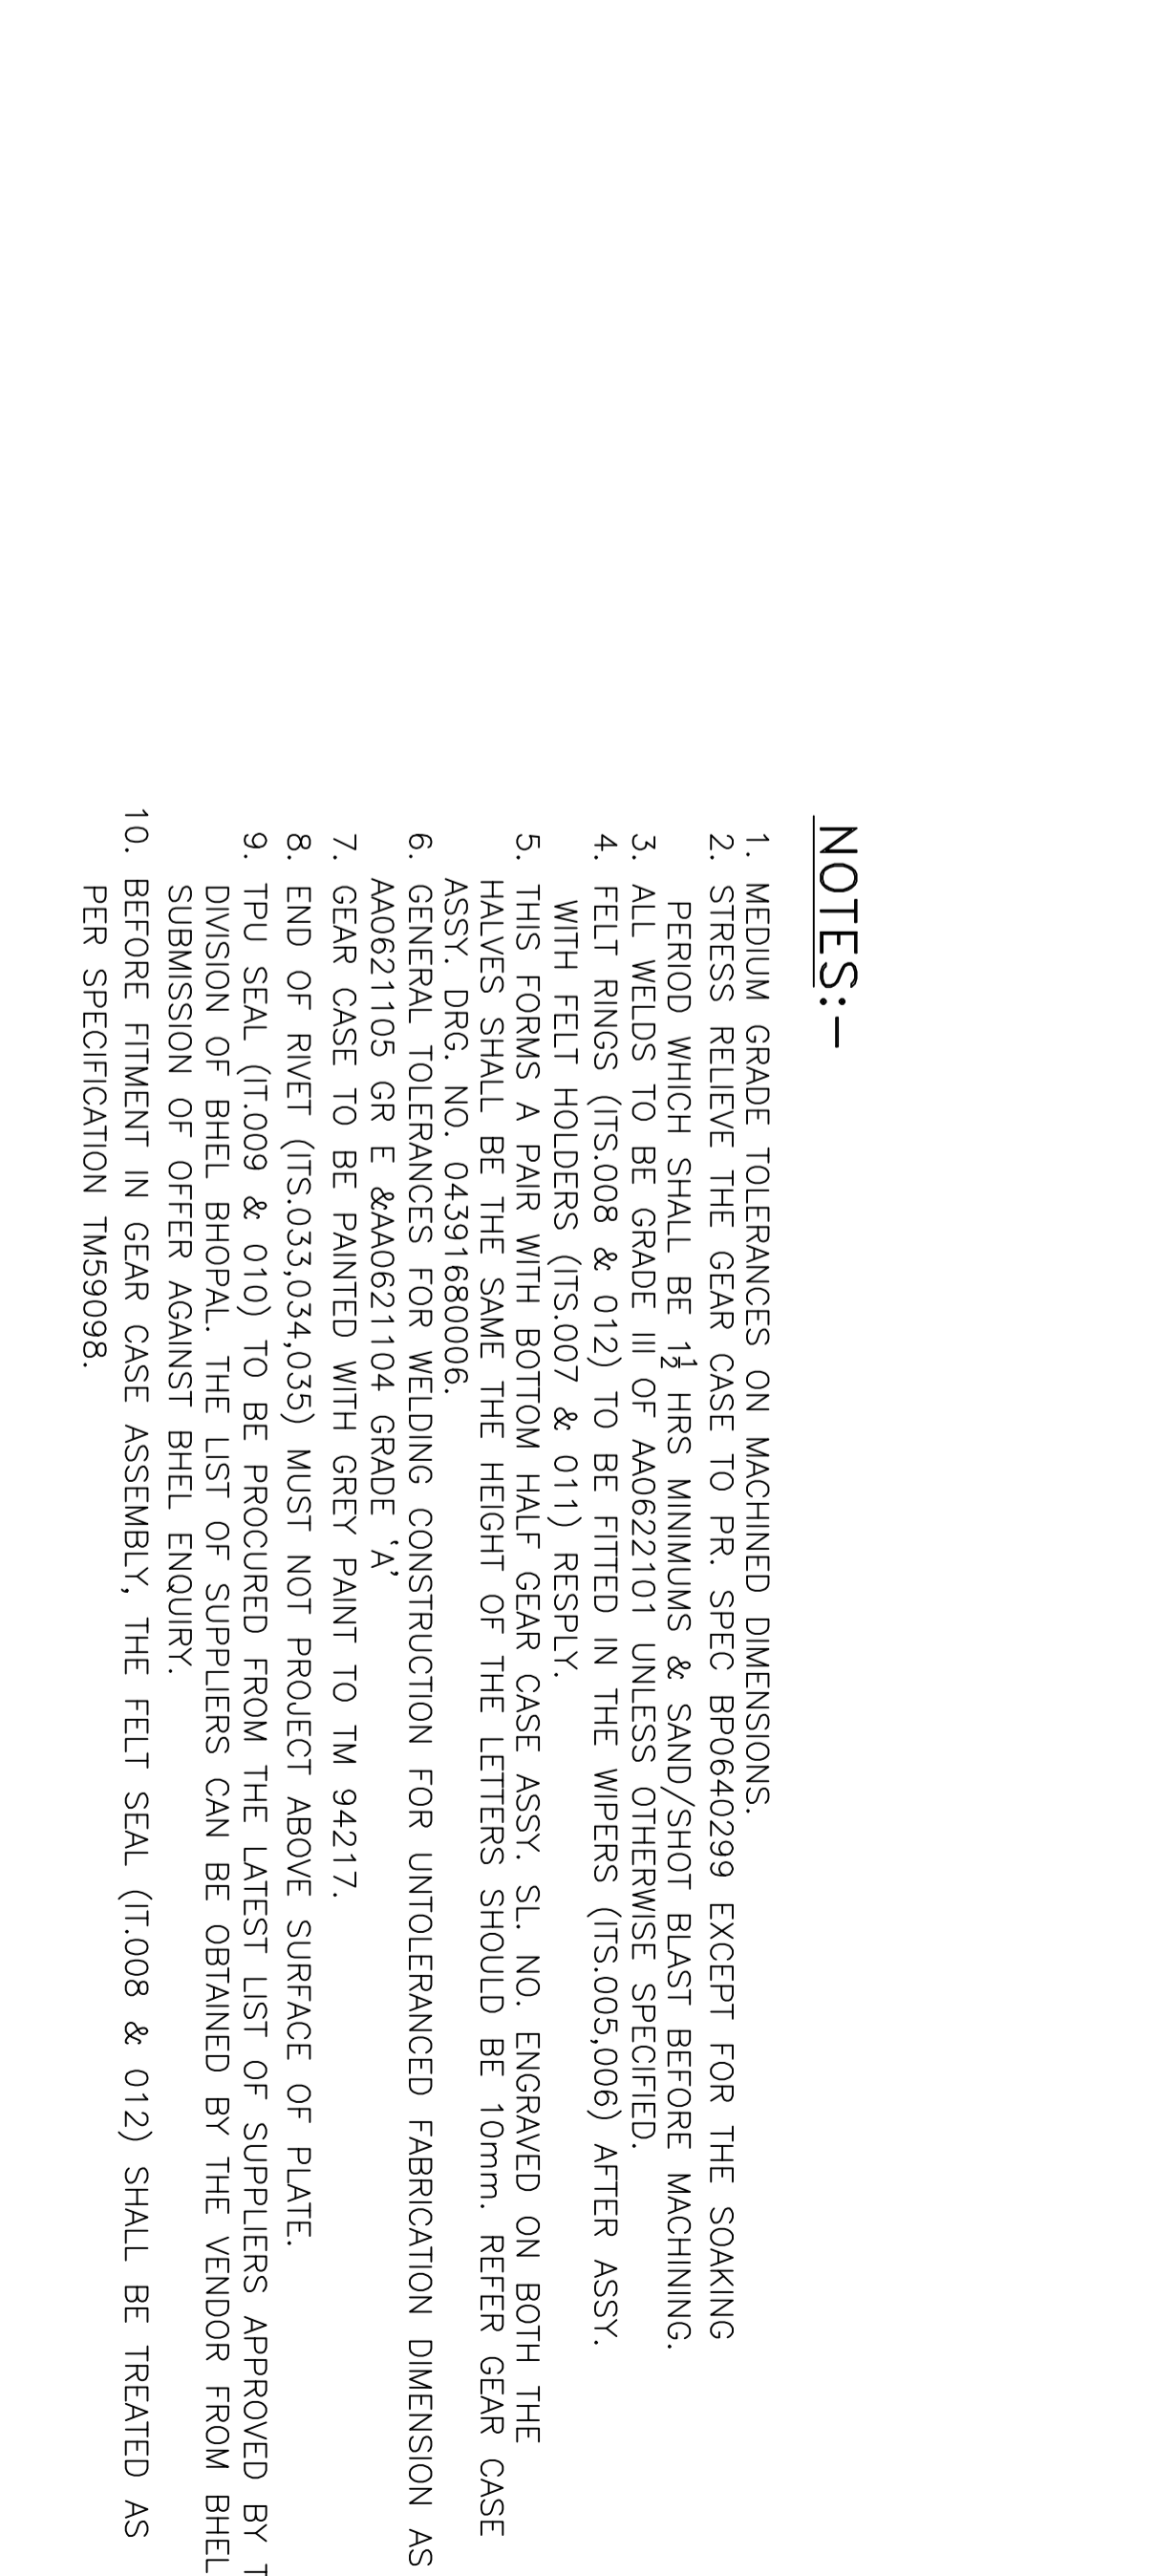 NOTES:-
1. MEDIUM GRADE TOLERANCES ON MACHINED DIMENSIONS.
2. STRESS RELIEVE THE GEAR CASE TO PR. SPEC BP0640299 EXCEPT FOR THE SOAKING
PERIOD WHICH SHALL BE 1½ HRS MINIMUMS & SAND/SHOT BLAST BEFORE MACHINING.
3. ALL WELDS TO BE GRADE III OF AA0622101 UNLESS OTHERWISE SPECIFIED.
4. FELT RINGS (ITS.008 & 012) TO BE FITTED IN THE WIPERS (ITS.005,006) AFTER ASSY.
WITH FELT HOLDERS (ITS.007 & 011) RESPLY.
5. THIS FORMS A PAIR WITH BOTTOM HALF GEAR CASE ASSY. SL. NO. ENGRAVED ON BOTH THE
HALVES SHALL BE THE SAME THE HEIGHT OF THE LETTERS SHOULD BE 10mm. REFER GEAR CASE
ASSY. DRG. NO. 04391680006.
6. GENERAL TOLERANCES FOR WELDING CONSTRUCTION FOR UNTOLERANCED FABRICATION DIMENSION AS
AA0621105 GR E &AA0621104 GRADE 'A'
7. GEAR CASE TO BE PAINTED WITH GREY PAINT TO TM 94217.
8. END OF RIVET (ITS.033,034,035) MUST NOT PROJECT ABOVE SURFACE OF PLATE.
9. TPU SEAL (IT.009 & 010) TO BE PROCURED FROM THE LATEST LIST OF SUPPLIERS APPROVED BY
DIVISION OF BHEL BHOPAL. THE LIST OF SUPPLIERS CAN BE OBTAINED BY THE VENDOR FROM BHEL
SUBMISSION OF OFFER AGAINST BHEL ENQUIRY.
10. BEFORE FITMENT IN GEAR CASE ASSEMBLY, THE FELT SEAL (IT.008 & 012) SHALL BE TREATED AS
PER SPECIFICATION TM59098.